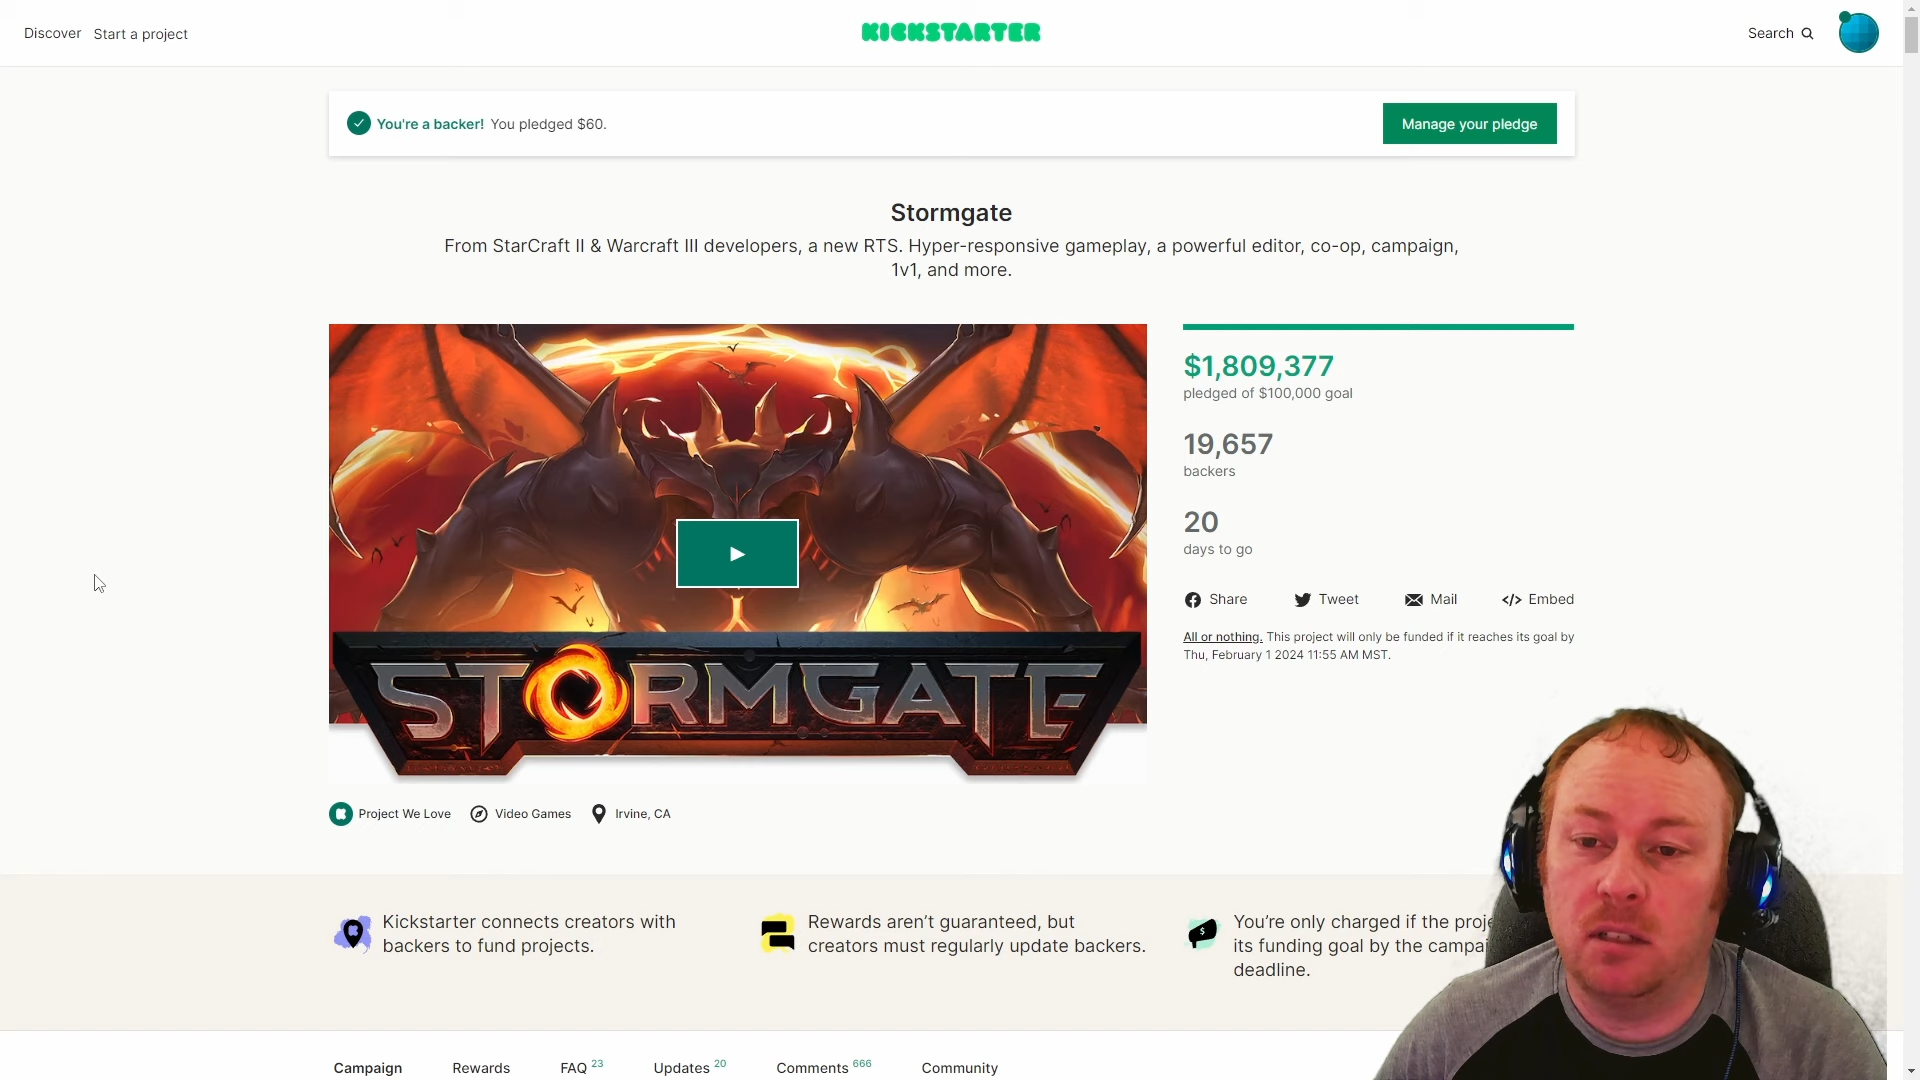 Discover Start a project
KICKSTARTER
Search
You're a backer! You pledged $60.
Manage your pledge
Stormgate
From StarCraft II & Warcraft III developers, a new RTS. Hyper-responsive gameplay, a powerful editor, co-op, campaign,
1v1, and more.
STORMGATE
$1,809,377
pledged of $100,000 goal
19,657
backers
20
days to go
Share Tweet Mail Embed
All or nothing. This project will only be funded if it reaches its goal by
Thu, February 1 2024 11:55 AM MST.
Project We Love Video Games Irvine, CA
Kickstarter connects creators with
backers to fund projects.
Rewards aren’t guaranteed, but
creators must regularly update backers.
You’re only charged if the
its funding goal by the
deadline.
Campaign Rewards FAQ 23 Updates 20 Comments 666 Community